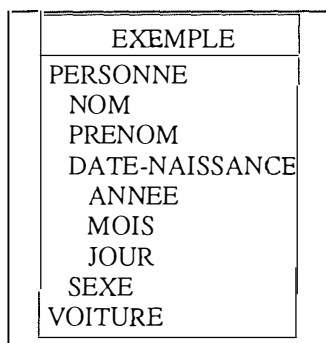 EXEMPLE
PERSONNE
NOM
PRENOM
DATE-NAISSANCE
ANNEE
MOIS
JOUR
SEXE
VOITURE